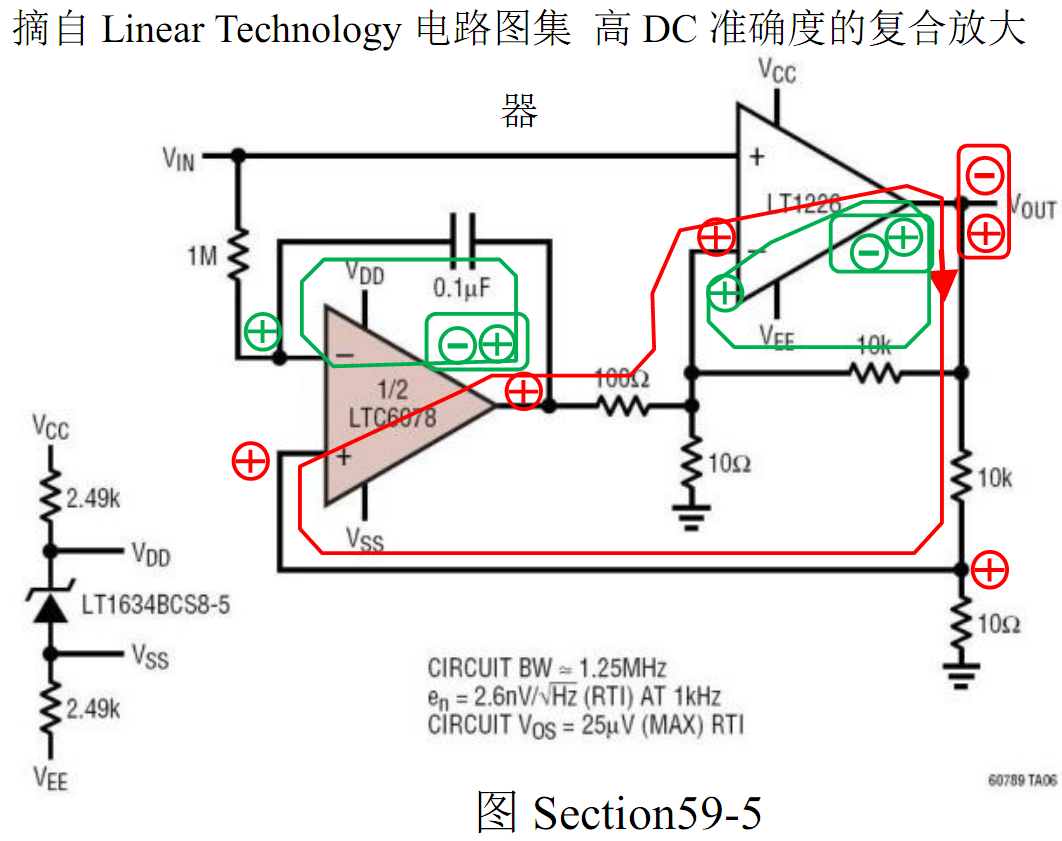 摘自 Linear Technology 电路图集 高 DC 准确度的复合放大
器
VCC
VIN
+
LT1226
−
VOUT
1M
VDD
0.1µF
VEE
10k
−
1/2
LTC6078
+
100Ω
VCC
10Ω
10k
2.49k
VSS
VDD
LT1634BCS8-5
10Ω
VSS
CIRCUIT BW ≃ 1.25MHz
en = 2.6nV/√Hz (RTI) AT 1kHz
2.49k
CIRCUIT VOS = 25µV (MAX) RTI
VEE
60789 TA06
图 Section59-5